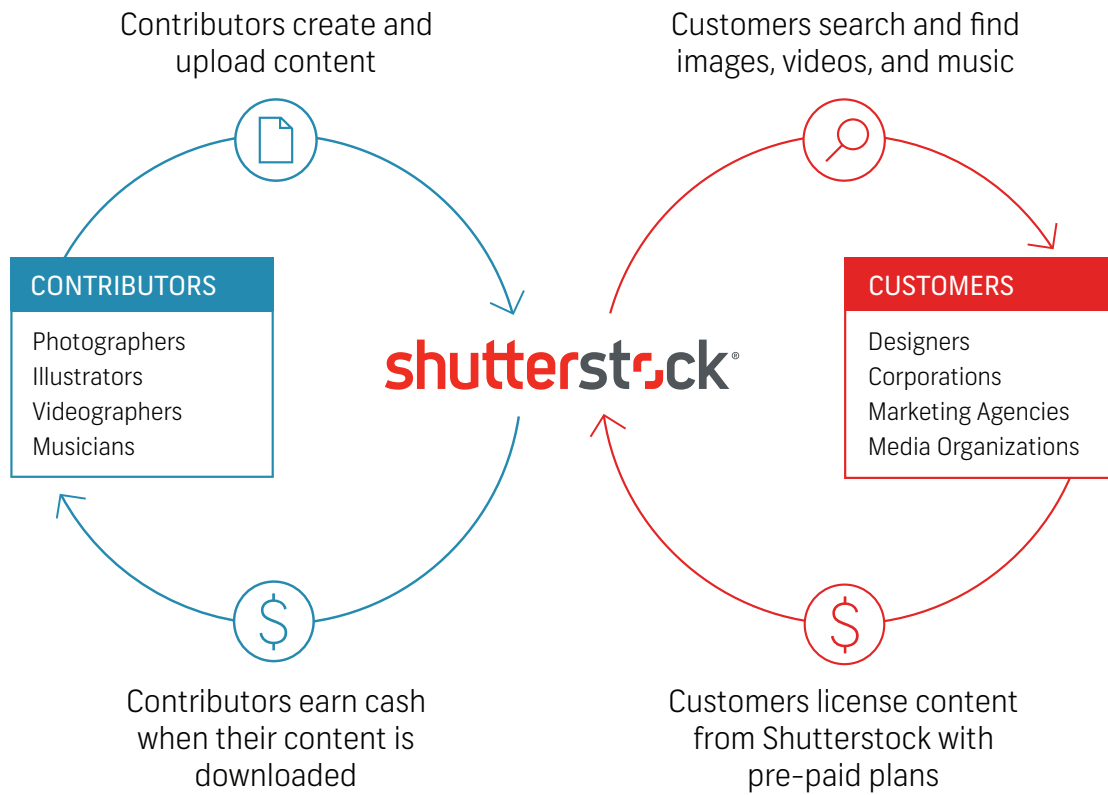 Contributors create and
upload content
Customers search and find
images, videos, and music
CONTRIBUTORS
Photographers
Illustrators
Videographers
Musicians
shutterstock®
CUSTOMERS
Designers
Corporations
Marketing Agencies
Media Organizations
$
$
Contributors earn cash
when their content is
downloaded
Customers license content
from Shutterstock with
pre-paid plans